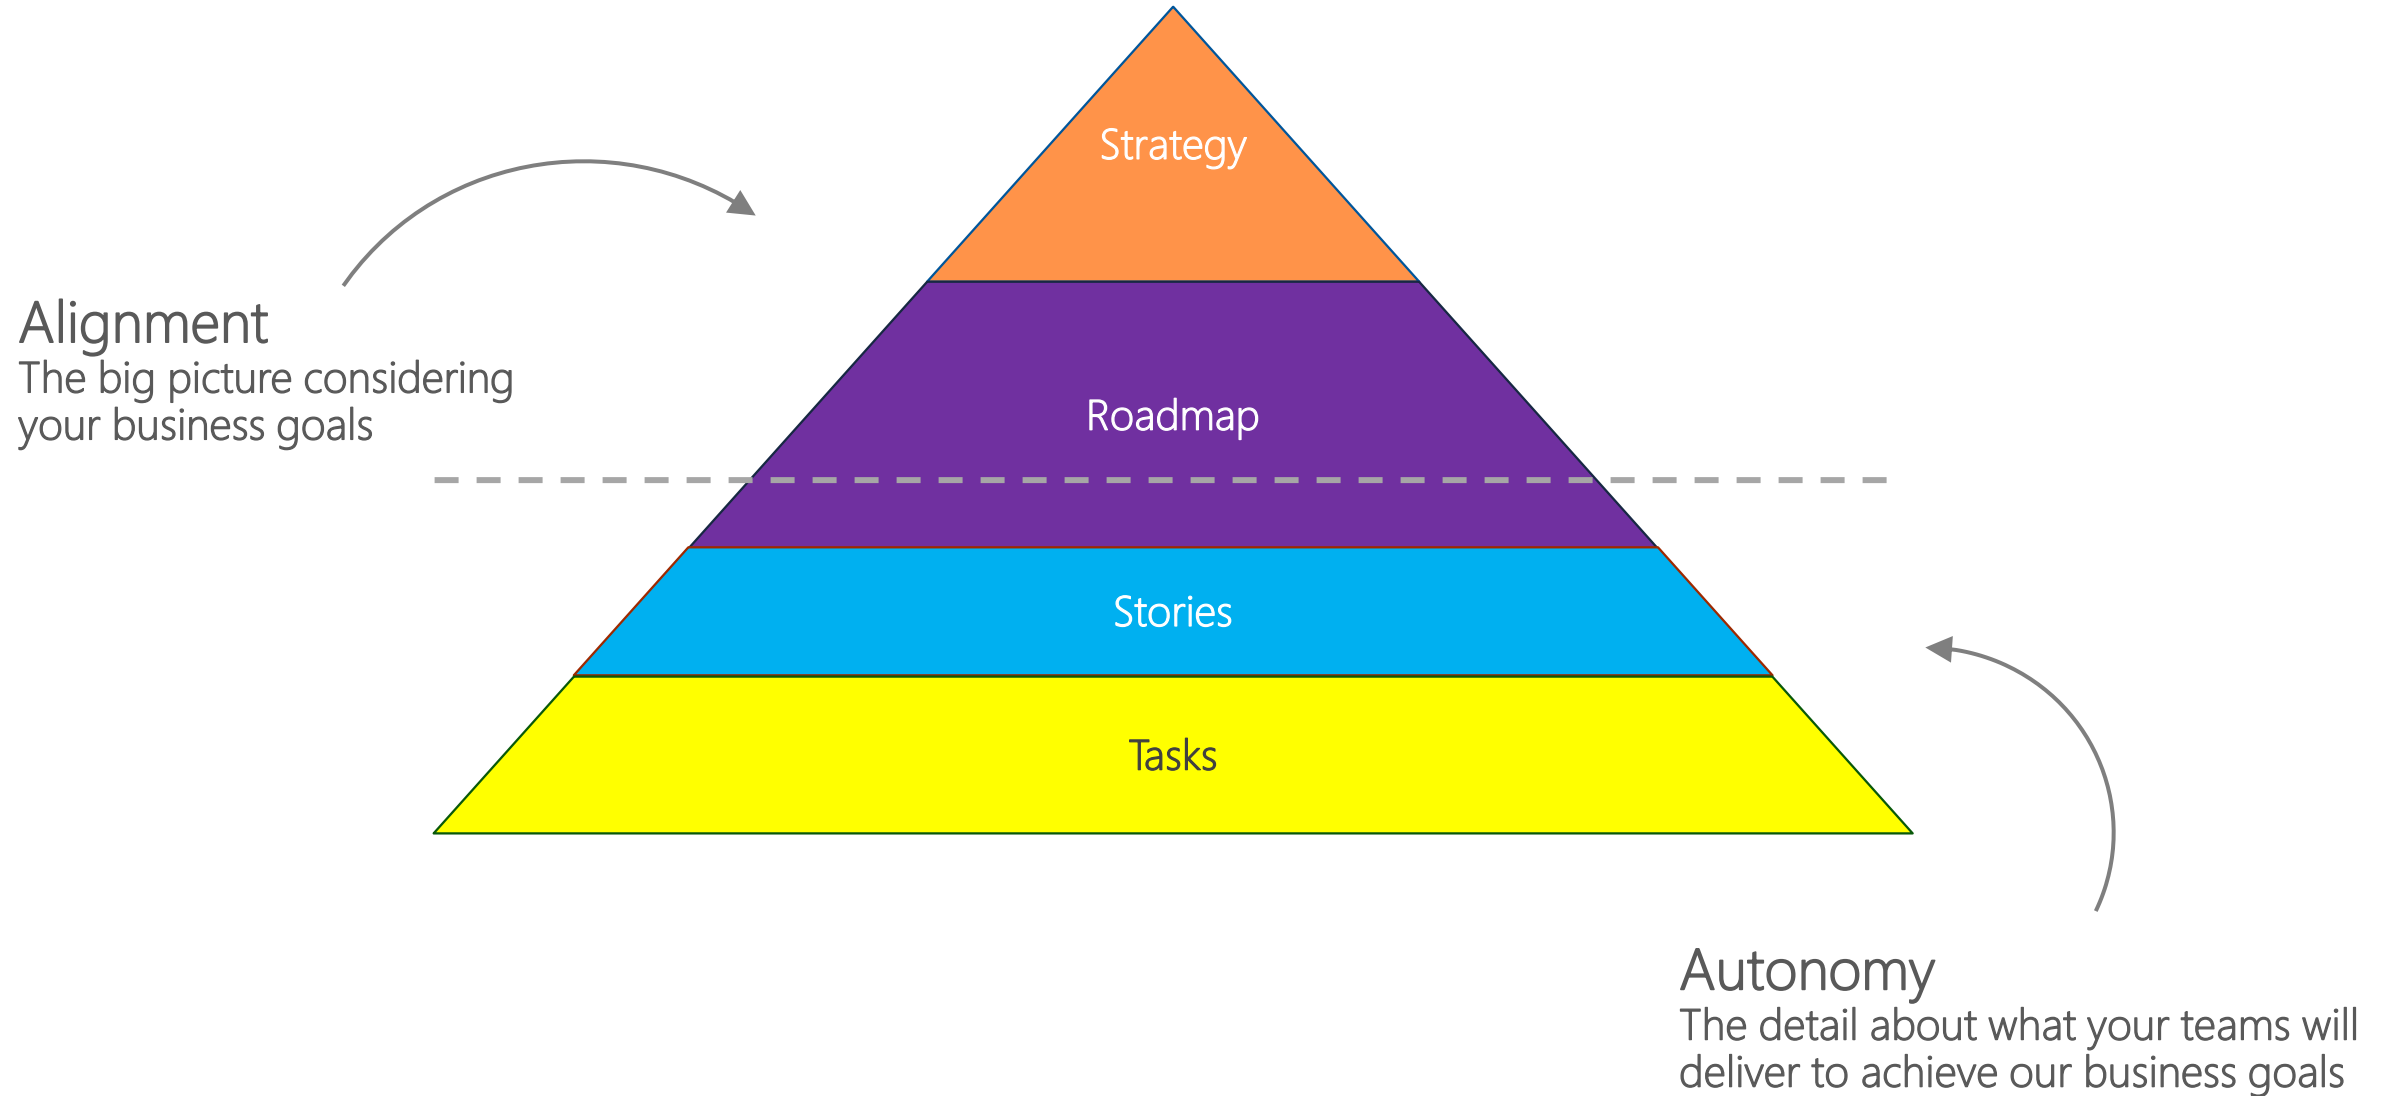 Strategy
Alignment
The big picture considering
your business goals
Roadmap
Stories
Tasks
Autonomy
The detail about what your teams will
deliver to achieve our business goals